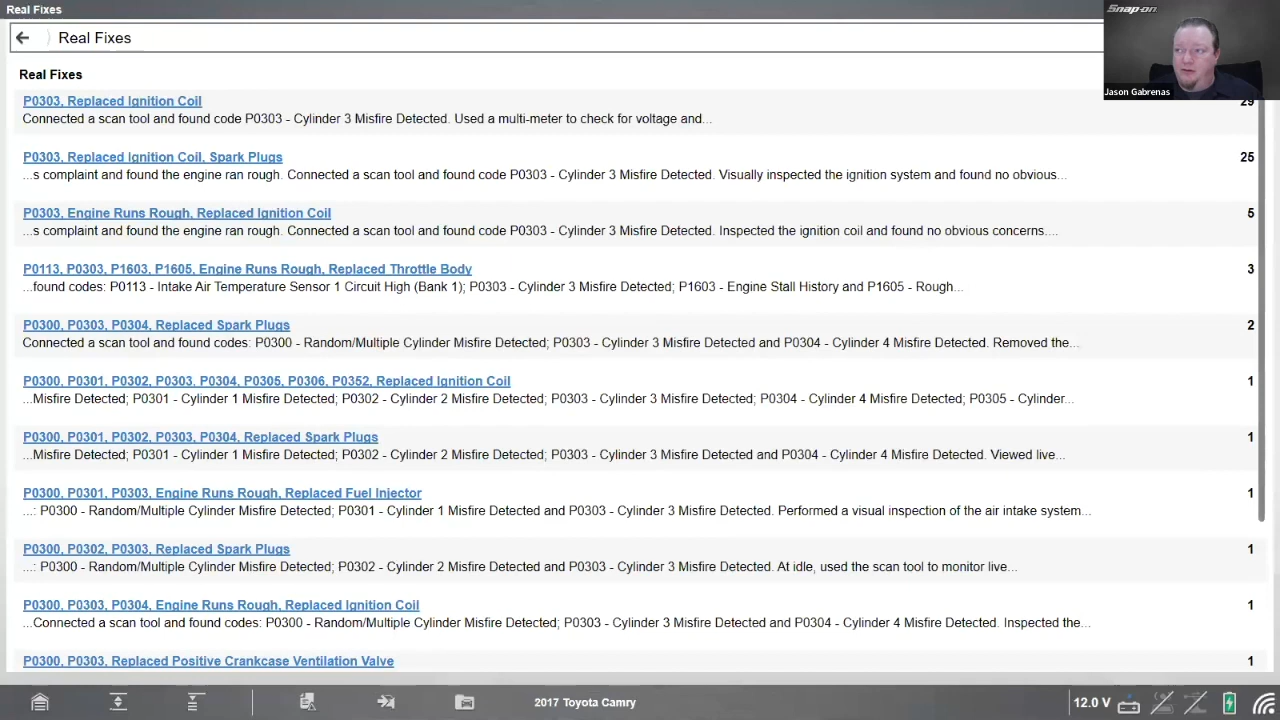 Real Fixes
Snap-on
Real Fixes
Jason Gabrenas
Real Fixes
P0303, Replaced Ignition Coil
29
Connected a scan tool and found code P0303 - Cylinder 3 Misfire Detected. Used a multi-meter to check for voltage and...
P0303, Replaced Ignition Coil, Spark Plugs
25
...s complaint and found the engine ran rough. Connected a scan tool and found code P0303 - Cylinder 3 Misfire Detected. Visually inspected the ignition system and found no obvious...
P0303, Engine Runs Rough, Replaced Ignition Coil
5
...s complaint and found the engine ran rough. Connected a scan tool and found code P0303 - Cylinder 3 Misfire Detected. Inspected the ignition coil and found no obvious concerns....
P0113, P0303, P1603, P1605, Engine Runs Rough, Replaced Throttle Body
3
...found codes: P0113 - Intake Air Temperature Sensor 1 Circuit High (Bank 1); P0303 - Cylinder 3 Misfire Detected; P1603 - Engine Stall History and P1605 - Rough...
P0300, P0303, P0304, Replaced Spark Plugs
2
Connected a scan tool and found codes: P0300 - Random/Multiple Cylinder Misfire Detected; P0303 - Cylinder 3 Misfire Detected and P0304 - Cylinder 4 Misfire Detected. Removed the...
P0300, P0301, P0302, P0303, P0304, P0305, P0306, P0352, Replaced Ignition Coil
1
...Misfire Detected; P0301 - Cylinder 1 Misfire Detected; P0302 - Cylinder 2 Misfire Detected; P0303 - Cylinder 3 Misfire Detected; P0304 - Cylinder 4 Misfire Detected; P0305 - Cylinder...
P0300, P0301, P0302, P0303, P0304, Replaced Spark Plugs
1
...Misfire Detected; P0301 - Cylinder 1 Misfire Detected; P0302 - Cylinder 2 Misfire Detected; P0303 - Cylinder 3 Misfire Detected and P0304 - Cylinder 4 Misfire Detected. Viewed live...
P0300, P0301, P0303, Engine Runs Rough, Replaced Fuel Injector
1
...: P0300 - Random/Multiple Cylinder Misfire Detected; P0301 - Cylinder 1 Misfire Detected and P0303 - Cylinder 3 Misfire Detected. Performed a visual inspection of the air intake system...
P0300, P0302, P0303, Replaced Spark Plugs
1
...: P0300 - Random/Multiple Cylinder Misfire Detected; P0302 - Cylinder 2 Misfire Detected and P0303 - Cylinder 3 Misfire Detected. At idle, used the scan tool to monitor live...
P0300, P0303, P0304, Engine Runs Rough, Replaced Ignition Coil
1
...Connected a scan tool and found codes: P0300 - Random/Multiple Cylinder Misfire Detected; P0303 - Cylinder 3 Misfire Detected and P0304 - Cylinder 4 Misfire Detected. Inspected the...
P0300, P0303, Replaced Positive Crankcase Ventilation Valve
1
2017 Toyota Camry
12.0 V